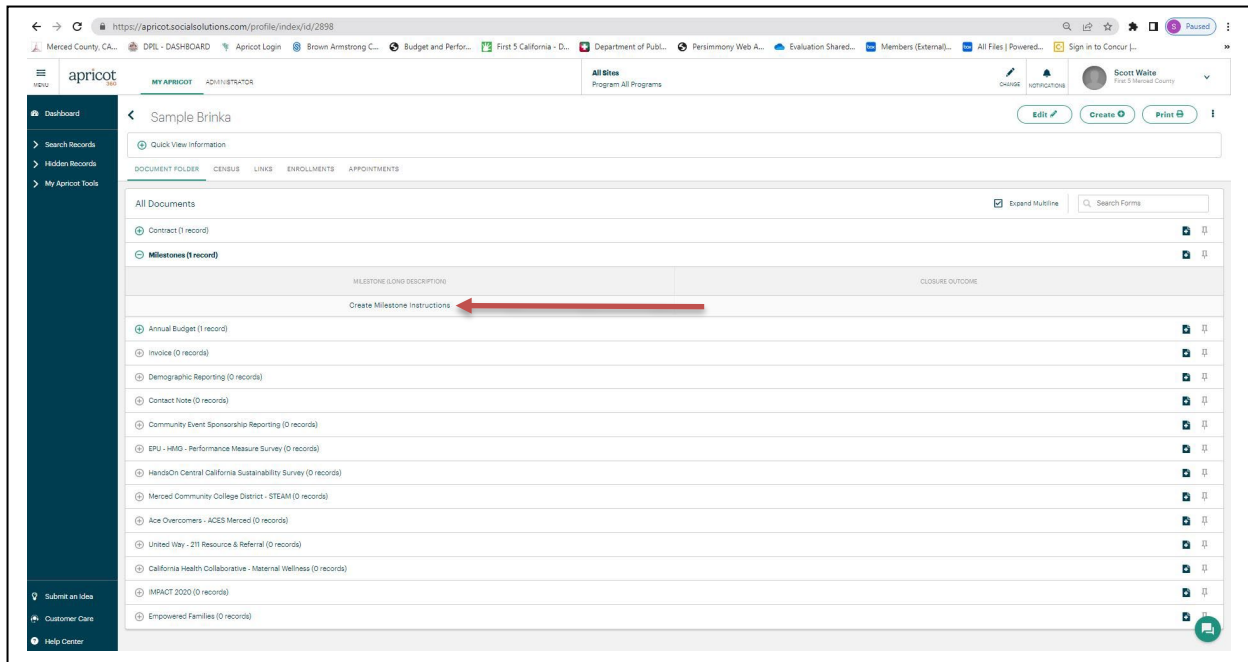 https://apricot.socialsolutions.com/profile/index/id/2898
S Paused
Merced County, CA... DPIL - DASHBOARD Apricot Login Brown Armstrong C... Budget and Perfor... First 5 California - D... Department of Publ... Persimmony Web A... Evaluation Shared... Members (External)... All Files | Powered... Sign in to Concur |... »
MENU apricot 360 MY APRICOT ADMINISTRATOR
All Sites
Program All Programs
CHANGE NOTIFICATIONS
Scott Waite
First 5 Merced County
Dashboard
Search Records
Hidden Records
My Apricot Tools
Submit an Idea
Customer Care
Help Center
Sample Brinka
Edit Create Print
Quick View Information
DOCUMENT FOLDER CENSUS LINKS ENROLLMENTS APPOINTMENTS
All Documents Expand Multiline Search Forms
Contract (1 record)
Milestones (1 record)
MILESTONE (LONG DESCRIPTION) CLOSURE OUTCOME
Create Milestone Instructions
Annual Budget (1 record)
Invoice (0 records)
Demographic Reporting (0 records)
Contact Note (0 records)
Community Event Sponsorship Reporting (0 records)
EPU - HMG - Performance Measure Survey (0 records)
HandsOn Central California Sustainability Survey (0 records)
Merced Community College District - STEAM (0 records)
Ace Overcomers - ACES Merced (0 records)
United Way - 211 Resource & Referral (0 records)
California Health Collaborative - Maternal Wellness (0 records)
IMPACT 2020 (0 records)
Empowered Families (0 records)